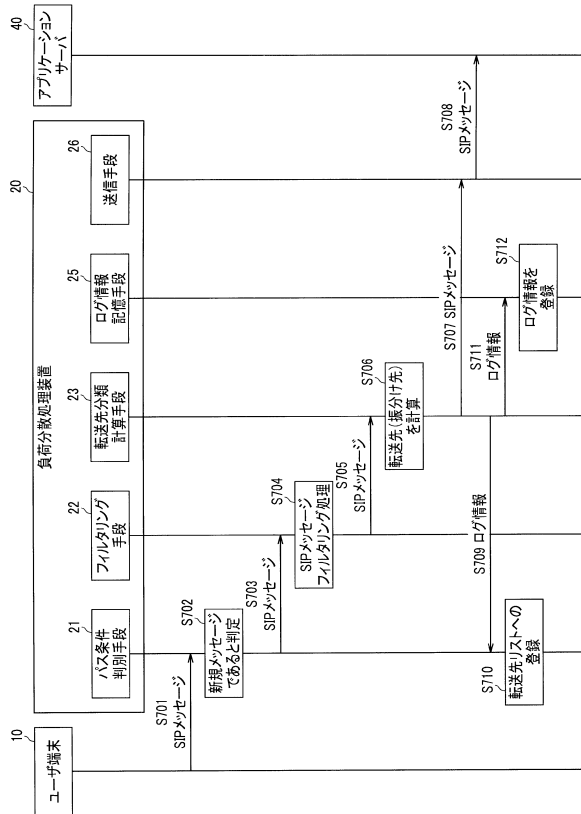 10
ユーザ端末
20
負荷分散処理装置
21
パス条件
判別手段
22
フィルタリング
手段
23
転送先分類
計算手段
25
ログ情報
記憶手段
26
送信手段
40
アプリケーション
サーバ
S701
SIPメッセージ
S702
新規メッセージ
であると判定
S703
SIPメッセージ
S704
SIPメッセージ
フィルタリング処理
S705
SIPメッセージ
S706
転送先(振分け先)
を計算
S707 SIPメッセージ
S708
SIPメッセージ
S709 ログ情報
S710
転送先リストへの
登録
S711
ログ情報
S712
ログ情報を
登録